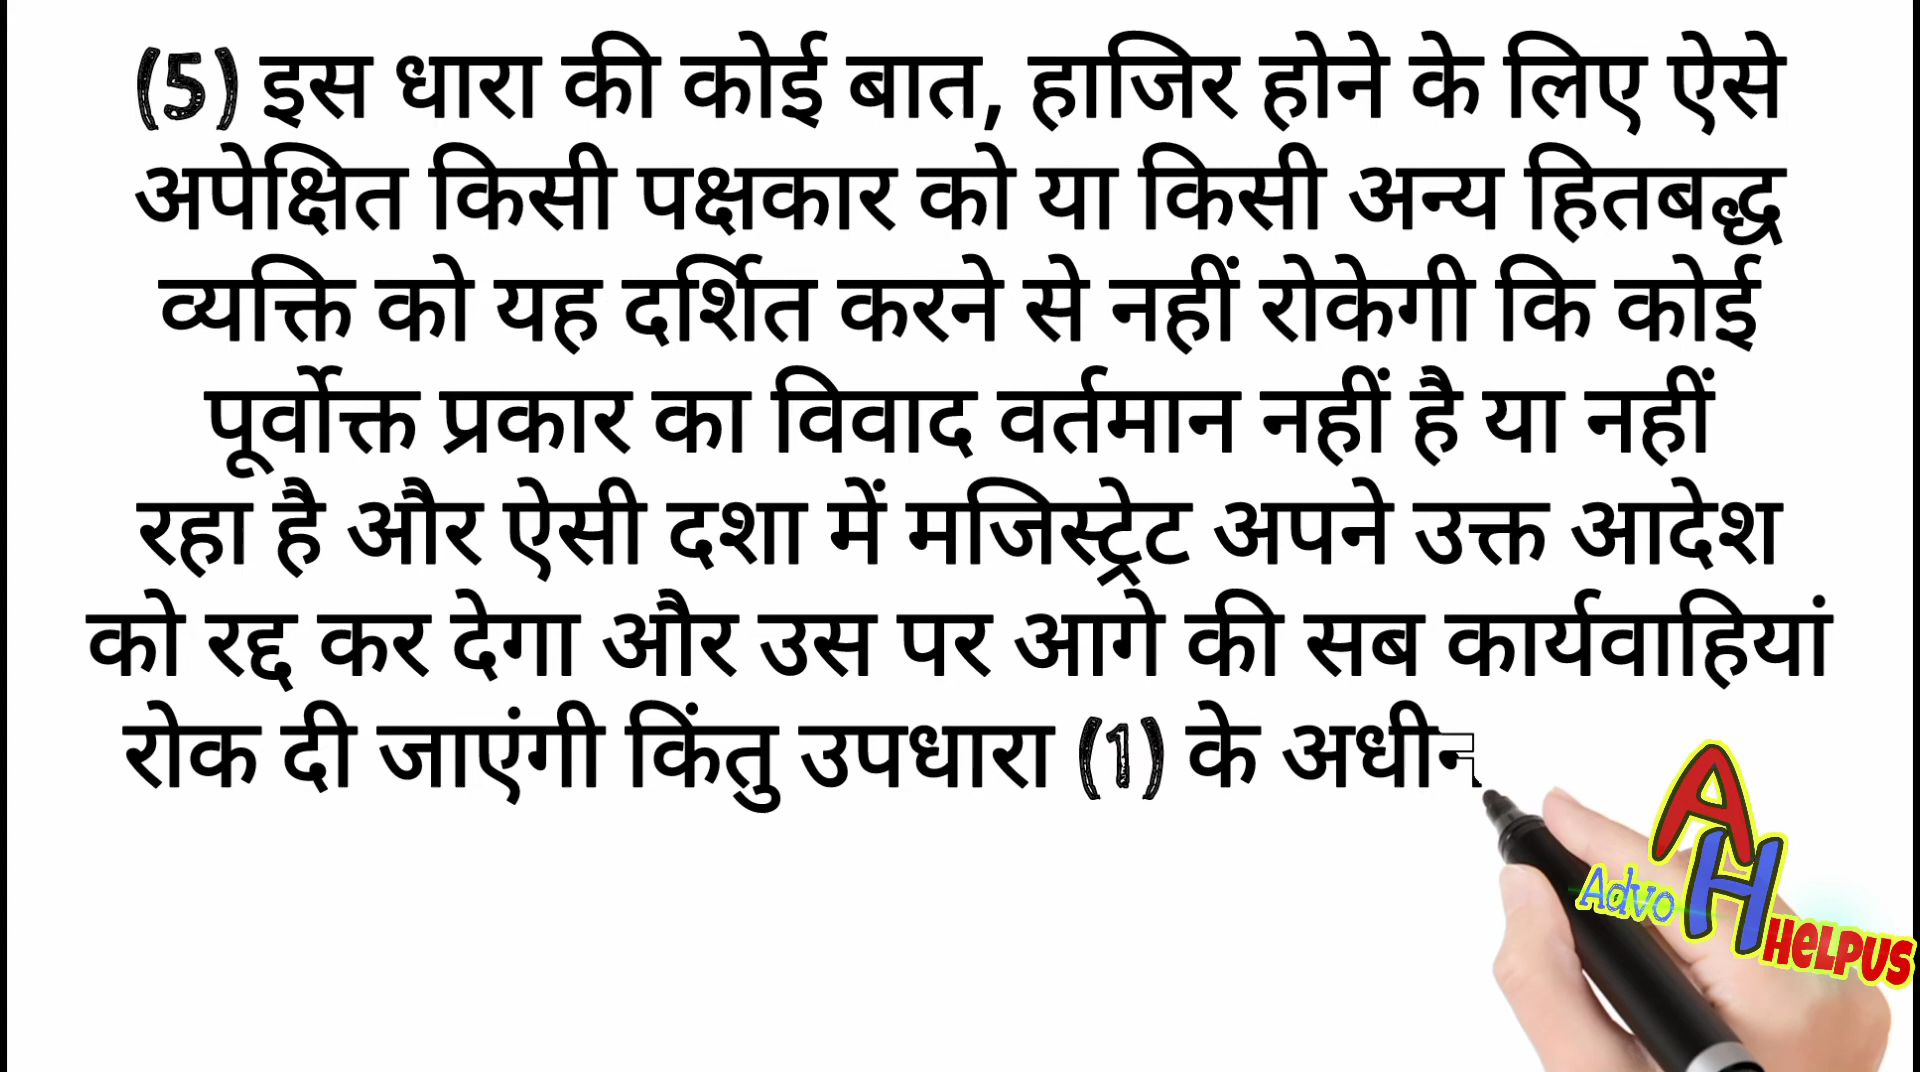 (5) इस धारा की कोई बात, हाजिर होने के लिए ऐसे
अपेक्षित किसी पक्षकार को या किसी अन्य हितबद्ध
व्यक्ति को यह दर्शित करने से नहीं रोकेगी कि कोई
पूर्वोक्त प्रकार का विवाद वर्तमान नहीं है या नहीं
रहा है और ऐसी दशा में मजिस्ट्रेट अपने उक्त आदेश
को रद्द कर देगा और उस पर आगे की सब कार्यवाहियां
रोक दी जाएंगी किंतु उपधारा (1) के अधीन
AH
Advo HELPUS